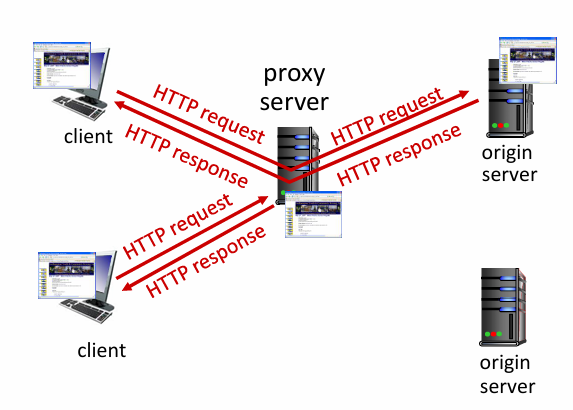 proxy
server
client
HTTP request
HTTP response
HTTP request
HTTP response
origin
server
HTTP request
HTTP response
client
origin
server